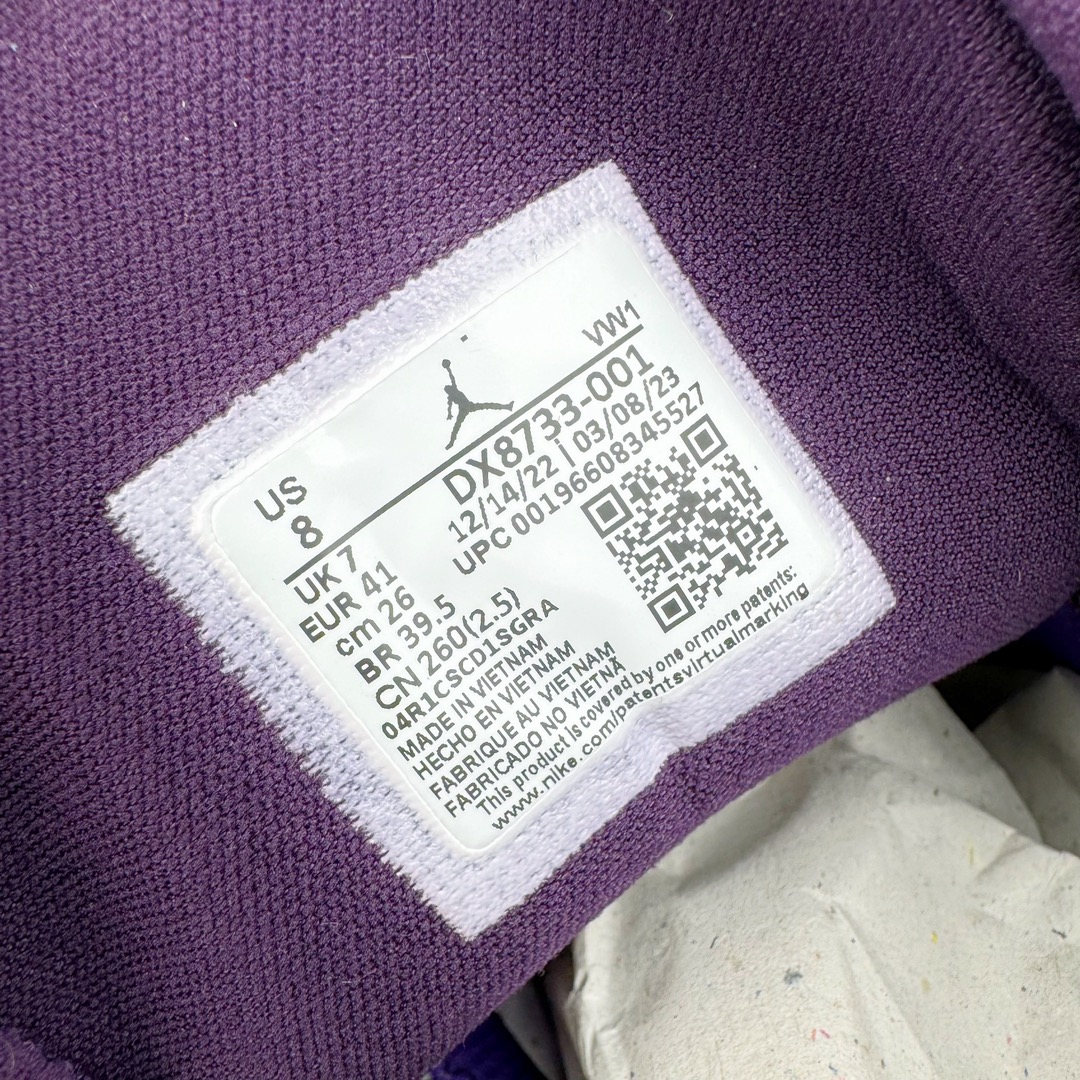 VW1
US
8
DX8733-001
12/14/22 | 03/08/23
UPC 00196608345527
UK 7
EUR 41
cm 26
BR 39.5
CN 260(2.5)
04R1CSCD1SGRA
MADE IN VIETNAM
HECHO EN VIETNAM
FABRIQUE AU VIETNAM
FABRICADO NO VIETNÃ
This product is covered by one or more patents:
www.nike.com/patentsvirtualmarking